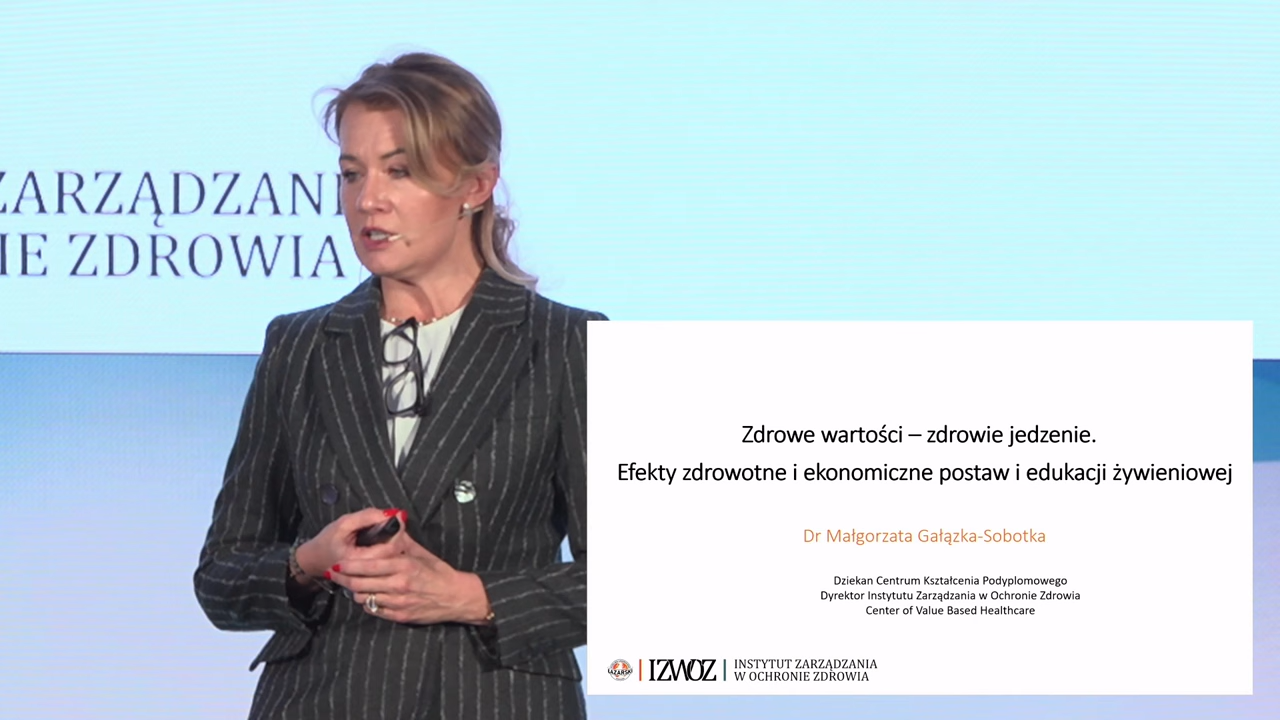 ZARZĄDZANI
IE ZDROWIA
Zdrowe wartości – zdrowie jedzenie.
Efekty zdrowotne i ekonomiczne postaw i edukacji żywieniowej
Dr Małgorzata Gałązka-Sobotka
Dziekan Centrum Kształcenia Podyplomowego
Dyrektor Instytutu Zarządzania w Ochronie Zdrowia
Center of Value Based Healthcare
ŁAZARSKI
IZWOZ
INSTYTUT ZARZĄDZANIA
W OCHRONIE ZDROWIA